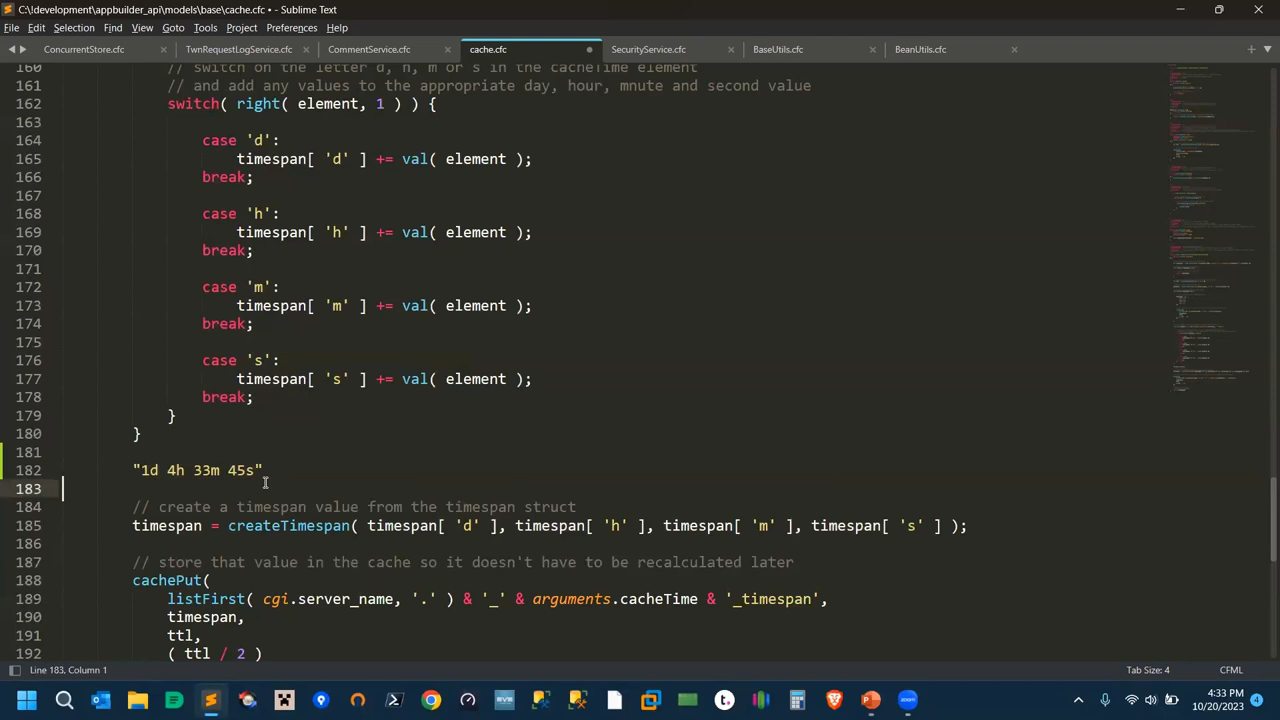 C:\!development\appbuilder_api\models\base\cache.cfc • - Sublime Text
File Edit Selection Find View Goto Tools Project Preferences Help
ConcurrentStore.cfc × TwnRequestLogService.cfc × CommentService.cfc × cache.cfc SecurityService.cfc × BaseUtils.cfc × BeanUtils.cfc ×
160 // switch on the letter d, h, m or s in the cacheTime element
161 // and add any values to the appropraite day, hour, mnute and second value
162 switch( right( element, 1 ) ) {
163
164 case 'd':
165 timespan[ 'd' ] += val( element );
166 break;
167
168 case 'h':
169 timespan[ 'h' ] += val( element );
170 break;
171
172 case 'm':
173 timespan[ 'm' ] += val( element );
174 break;
175
176 case 's':
177 timespan[ 's' ] += val( element );
178 break;
179 }
180 }
181
182 "1d 4h 33m 45s"
183
184 // create a timespan value from the timespan struct
185 timespan = createTimespan( timespan[ 'd' ], timespan[ 'h' ], timespan[ 'm' ], timespan[ 's' ] );
186
187 // store that value in the cache so it doesn't have to be recalculated later
188 cachePut(
189 listFirst( cgi.server_name, '.' ) & '_' & arguments.cacheTime & '_timespan',
190 timespan,
191 ttl,
192 ( ttl / 2 )
Line 183, Column 1 Tab Size: 4 CFML
4:33 PM
10/20/2023